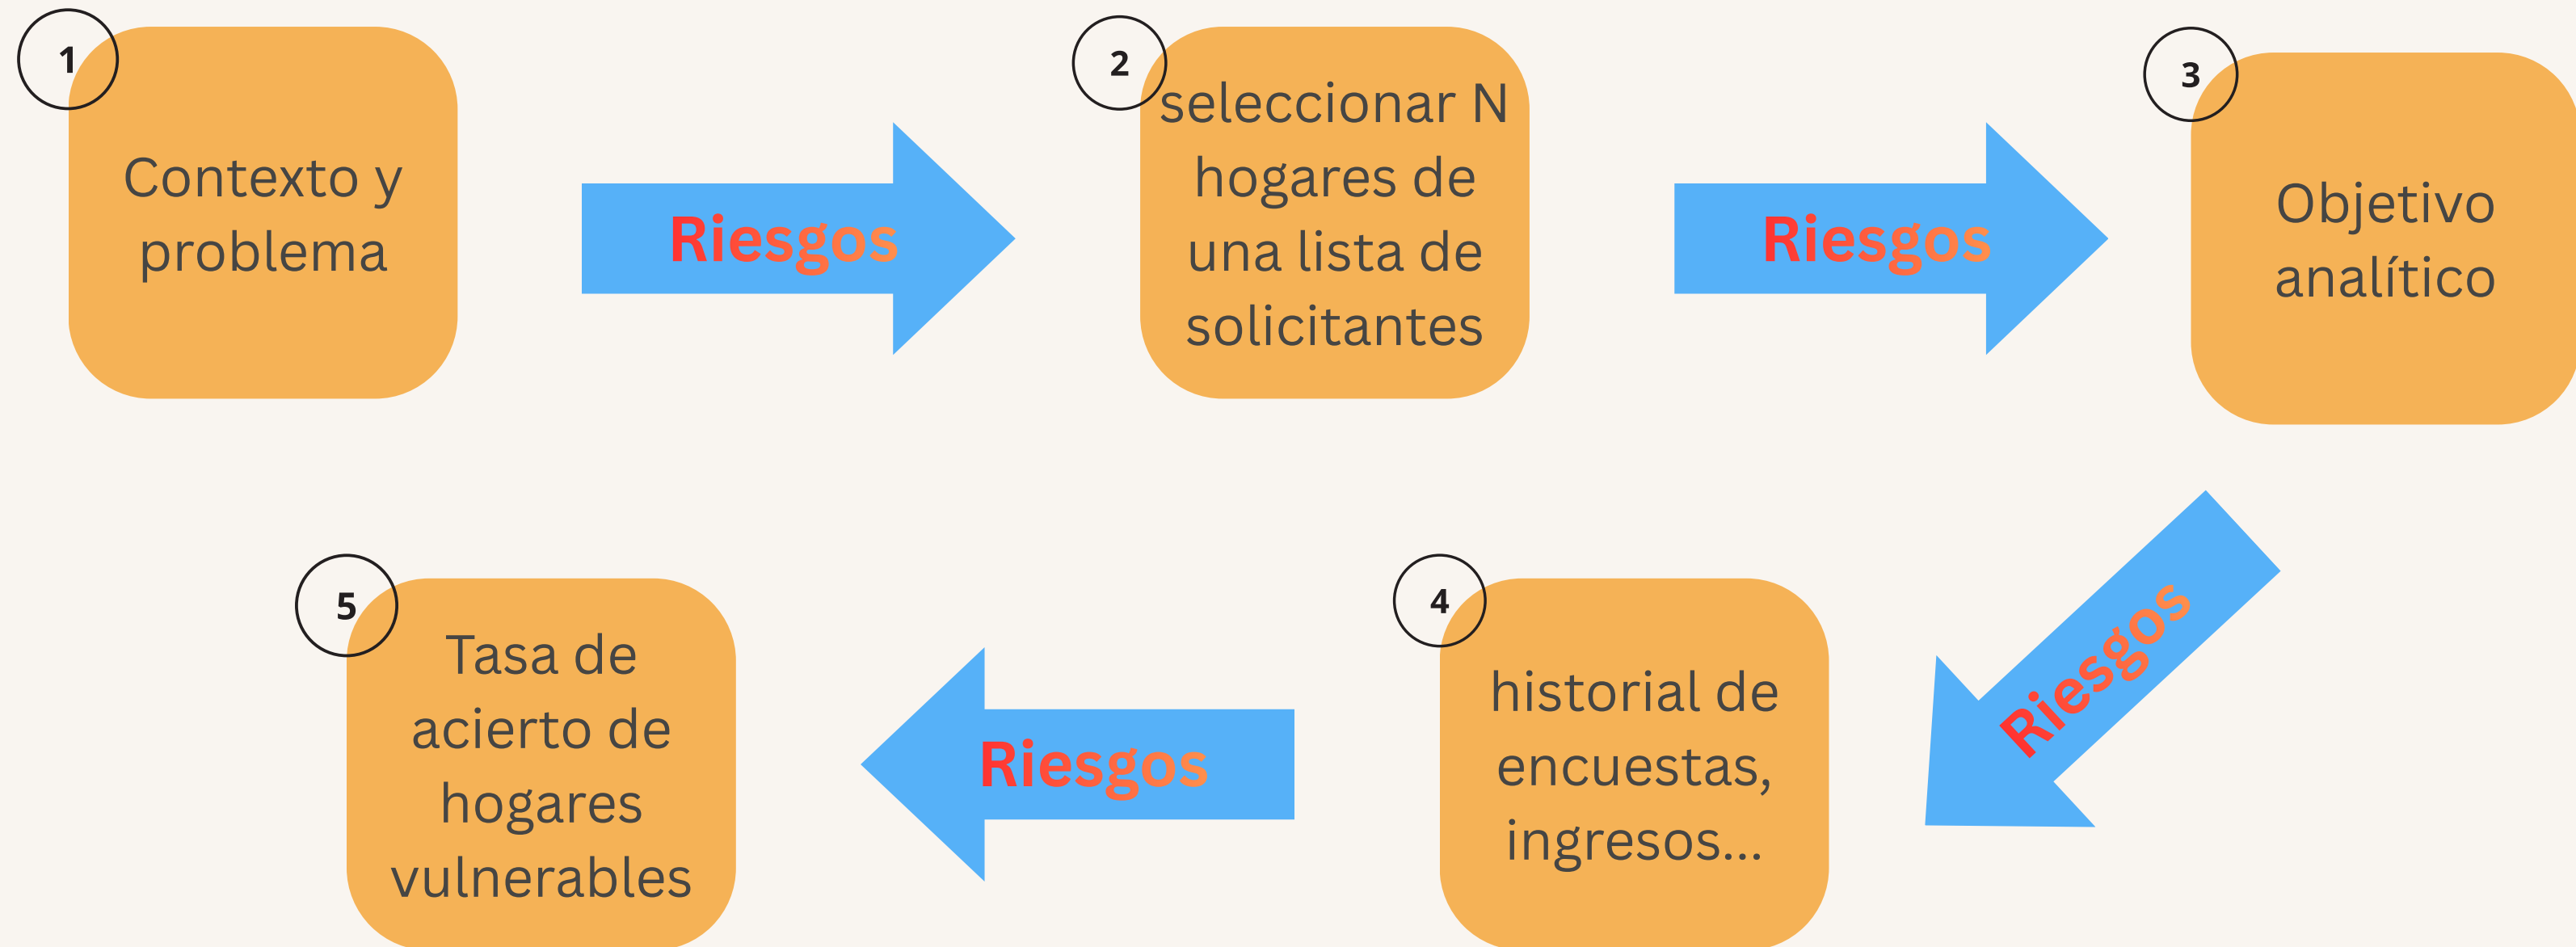 1
Contexto y
problema
Riesgos
2
seleccionar N
hogares de
una lista de
solicitantes
Riesgos
3
Objetivo
analítico
Riesgos
4
historial de
encuestas,
ingresos...
Riesgos
5
Tasa de
acierto de
hogares
vulnerables